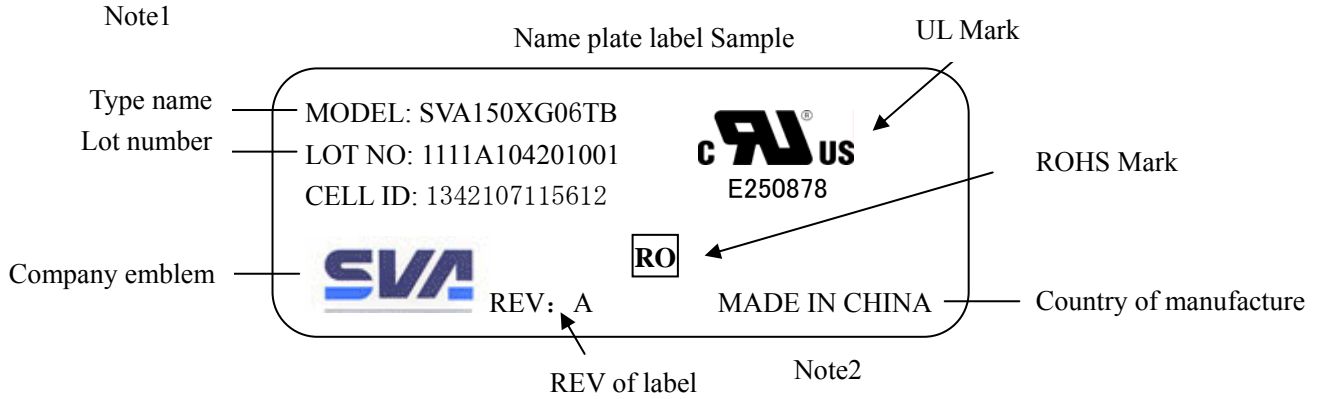 Note1
Name plate label Sample
UL Mark
Type name
MODEL: SVA150XG06TB
Lot number
LOT NO: 1111A104201001
CELL ID: 1342107115612
c RU ® US
E250878
ROHS Mark
RO
Company emblem
SVA
REV： A
MADE IN CHINA
Country of manufacture
REV of label
Note2